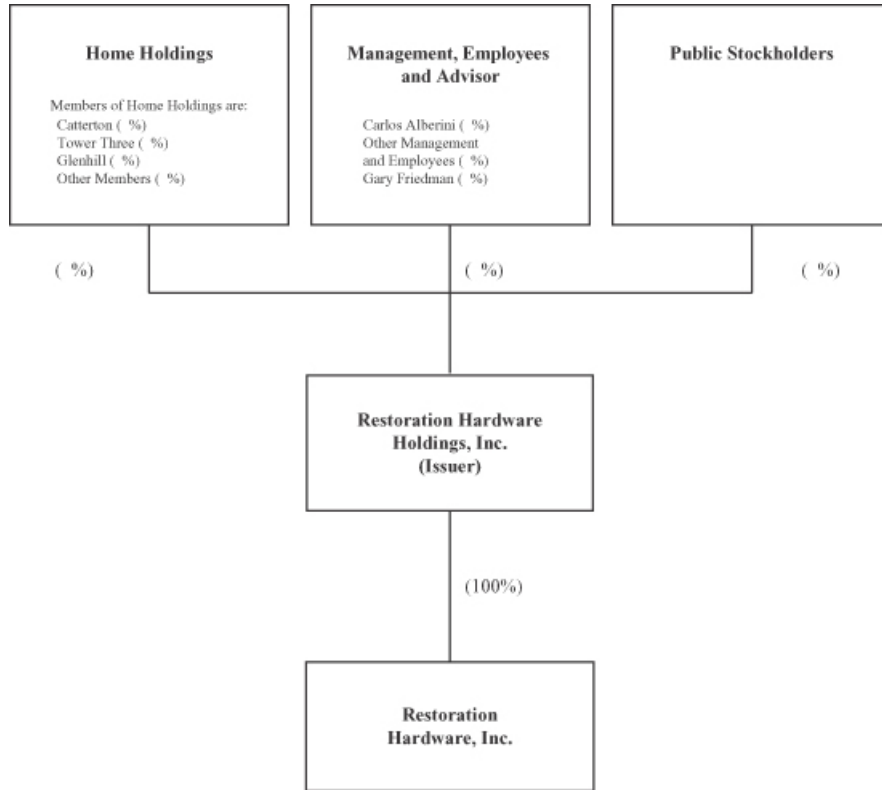 Home Holdings
Members of Home Holdings are:
Catterton ( %)
Tower Three ( %)
Glenhill ( %)
Other Members ( %)
Management, Employees
and Advisor
Carlos Alberini ( %)
Other Management
and Employees ( %)
Gary Friedman ( %)
Public Stockholders
( %)
( %)
( %)
Restoration Hardware
Holdings, Inc.
(Issuer)
(100%)
Restoration
Hardware, Inc.